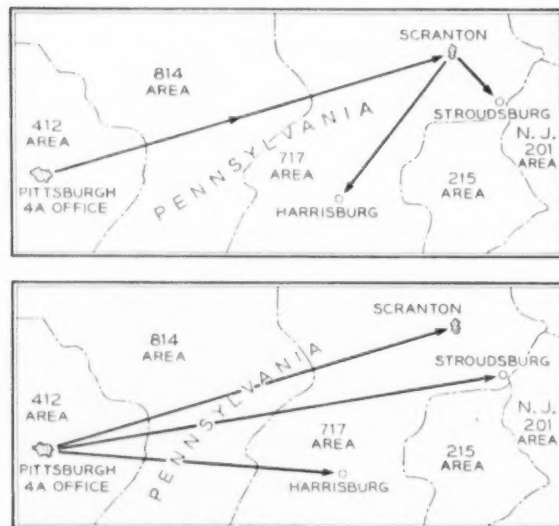 SCRANTON
814
AREA
STROUDSBURG
412
AREA
N. J.
201
AREA
PENNSYLVANIA
717
AREA
215
AREA
PITTSBURGH
4A OFFICE
HARRISBURG
SCRANTON
814
AREA
STROUDSBURG
PENNSYLVANIA
412
AREA
N. J.
201
AREA
717
AREA
215
AREA
PITTSBURGH
4A OFFICE
HARRISBURG